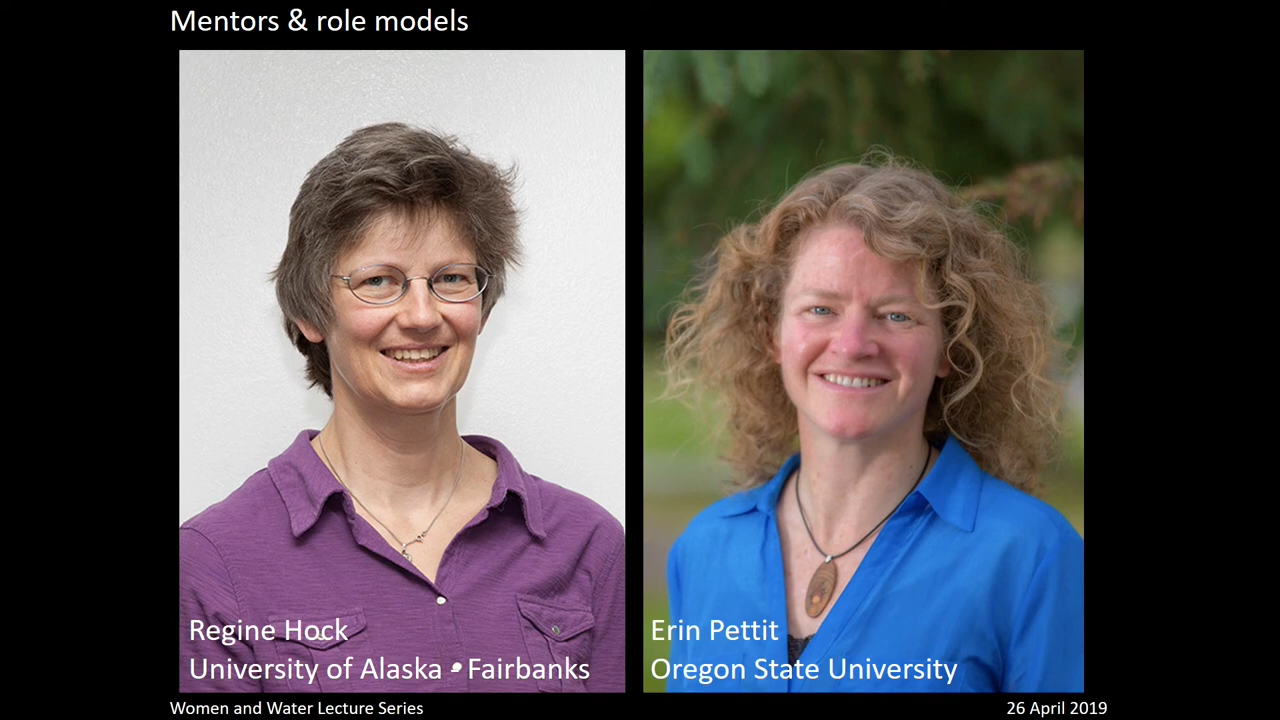 Mentors & role models
Regine Hock
University of Alaska - Fairbanks
Erin Pettit
Oregon State University
Women and Water Lecture Series
26 April 2019